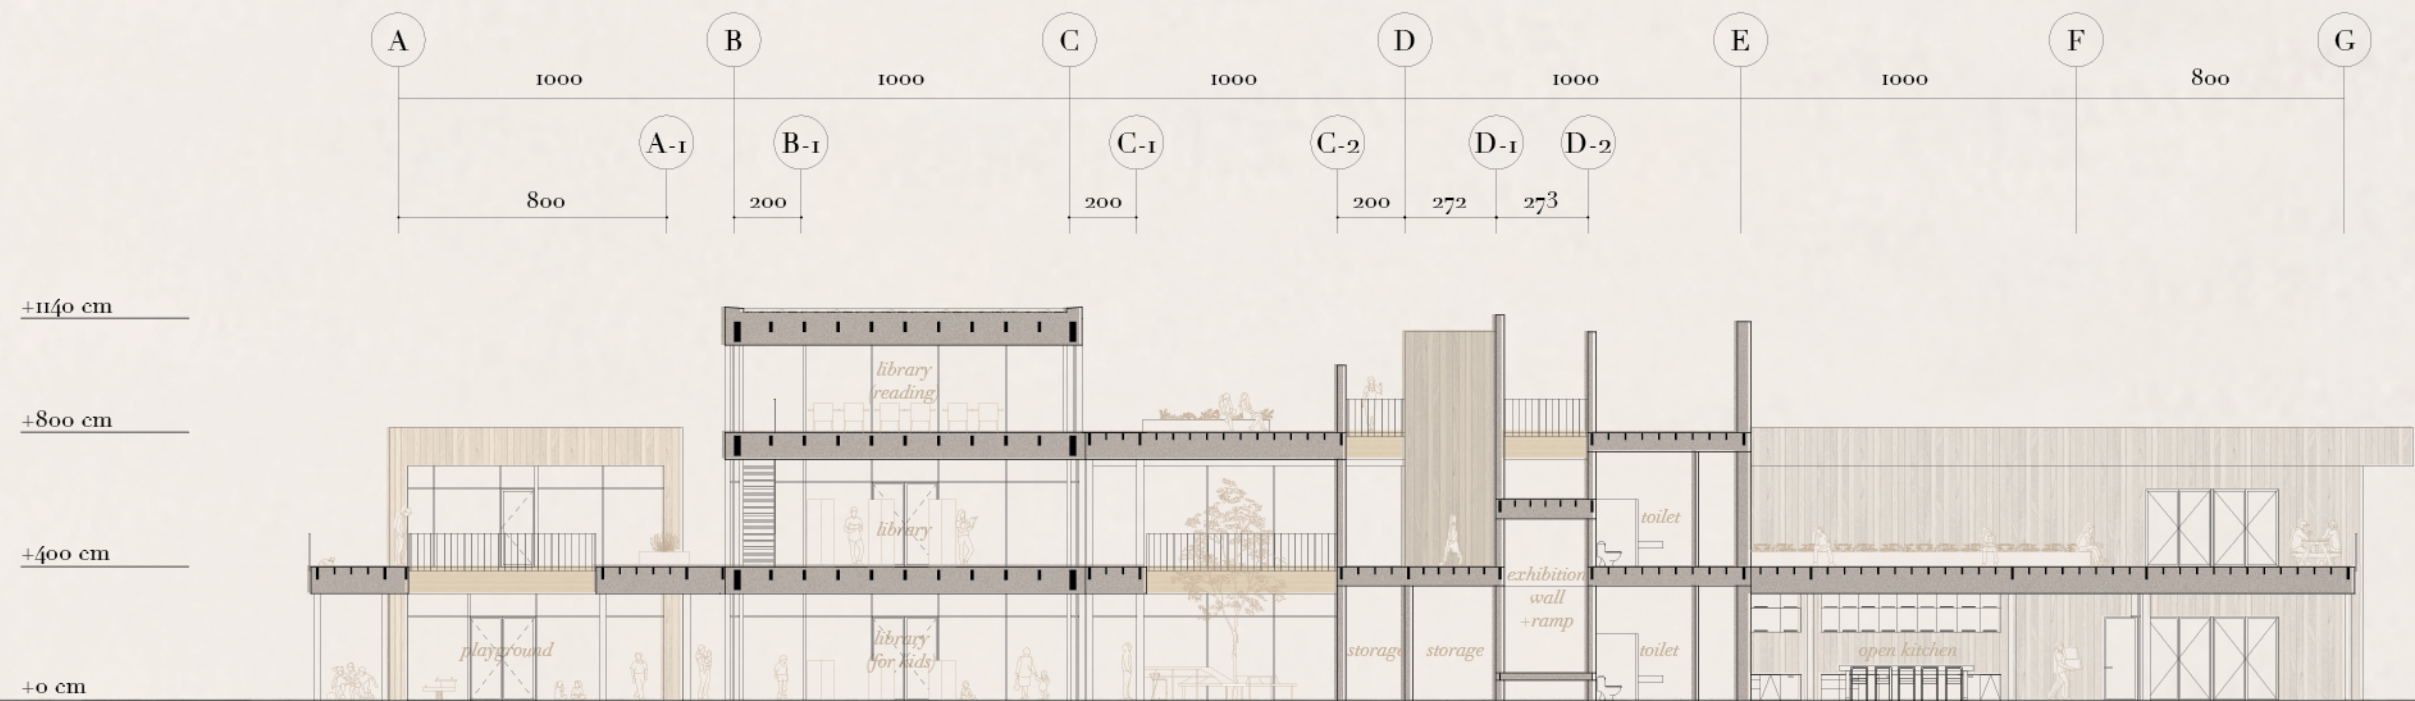 A B C D E F G
1000 1000 1000 1000 1000 800
A-1 B-1 C-1 C-2 D-1 D-2
800 200 200 200 272 273
+1140 cm
library
(reading)
+800 cm
library
toilet
+400 cm
exhibition
wall
+ramp
playground
library
(for kids)
storage
storage
toilet
open kitchen
+0 cm